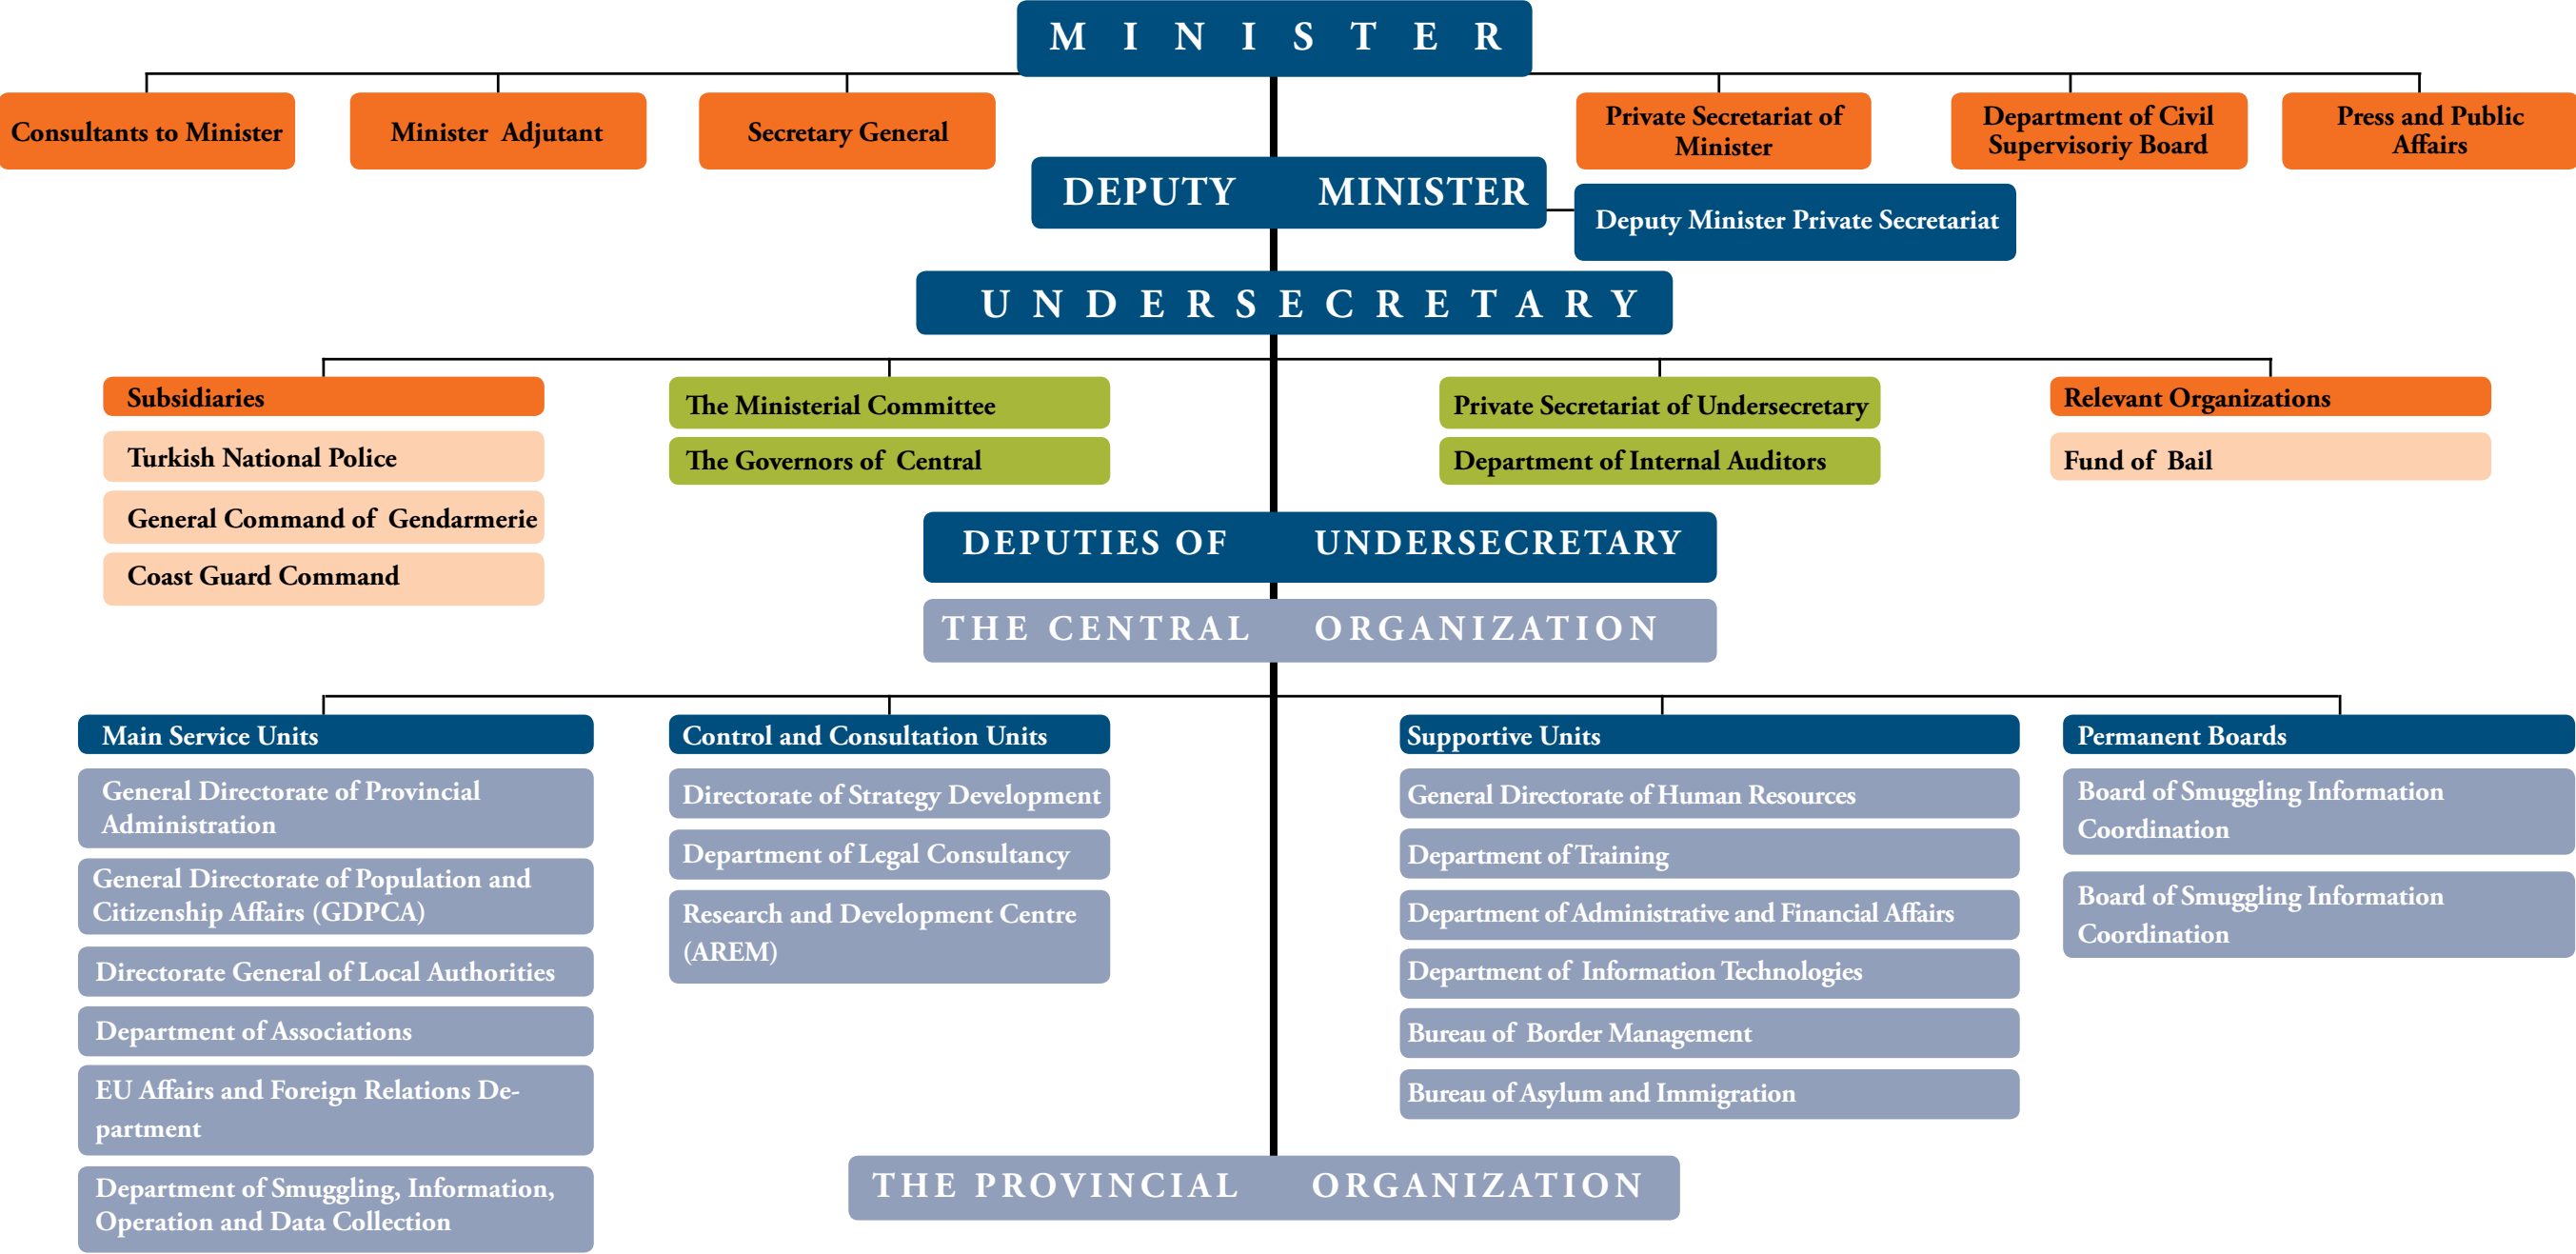 MINISTER
Consultants to Minister
Minister Adjutant
Secretary General
Private Secretariat of
Minister
Department of Civil
Supervisoriy Board
Press and Public
Affairs
DEPUTY MINISTER
Deputy Minister Private Secretariat
UNDERSECRETARY
Subsidiaries
Turkish National Police
General Command of Gendarmerie
Coast Guard Command
The Ministerial Committee
The Governors of Central
Private Secretariat of Undersecretary
Department of Internal Auditors
Relevant Organizations
Fund of Bail
DEPUTIES OF UNDERSECRETARY
THE CENTRAL ORGANIZATION
Main Service Units
General Directorate of Provincial
Administration
General Directorate of Population and
Citizenship Affairs (GDPCA)
Directorate General of Local Authorities
Department of Associations
EU Affairs and Foreign Relations De-
partment
Department of Smuggling, Information,
Operation and Data Collection
Control and Consultation Units
Directorate of Strategy Development
Department of Legal Consultancy
Research and Development Centre
(AREM)
Supportive Units
General Directorate of Human Resources
Department of Training
Department of Administrative and Financial Affairs
Department of Information Technologies
Bureau of Border Management
Bureau of Asylum and Immigration
Permanent Boards
Board of Smuggling Information
Coordination
Board of Smuggling Information
Coordination
THE PROVINCIAL ORGANIZATION